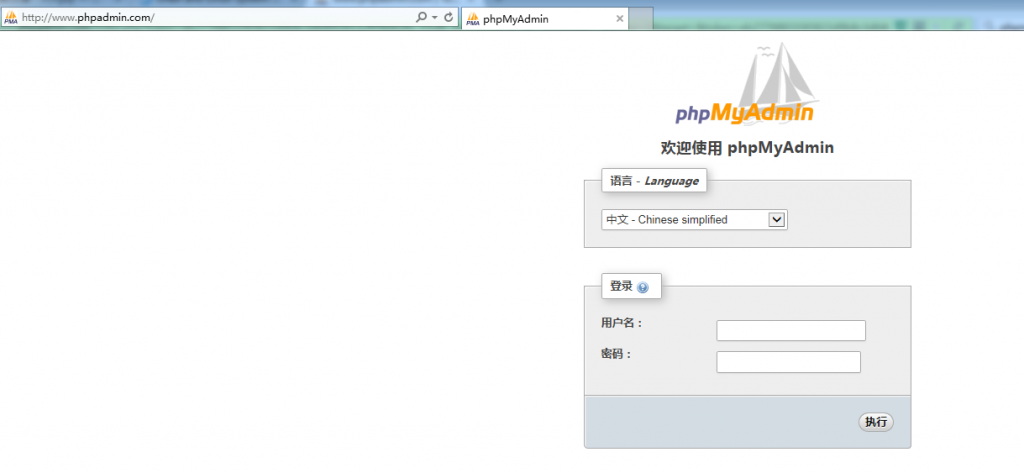 http://www.phpadmin.com/
phpMyAdmin
phpMyAdmin
欢迎使用 phpMyAdmin
语言 - Language
中文 - Chinese simplified
登录
用户名：
密码：
执行